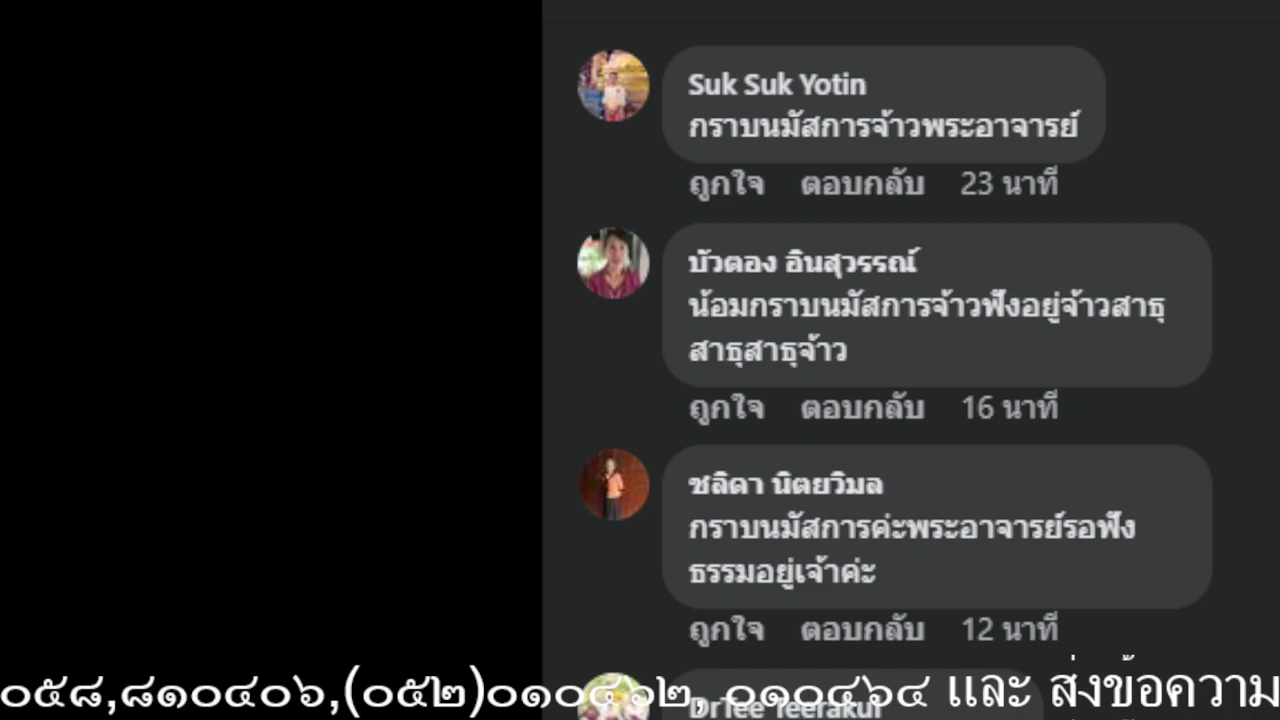 Suk Suk Yotin
กราบนมัสการจ้าวพระอาจารย์
ถูกใจ ตอบกลับ 23 นาที
บัวตอง อินสุวรรณ์
น้อมกราบนมัสการจ้าวฟังอยู่จ้าวสาธุ
สาธุสาธุจ้าว
ถูกใจ ตอบกลับ 16 นาที
ชลิดา นิตยวิมล
กราบนมัสการค่ะพระอาจารย์รอฟัง
ธรรมอยู่เจ้าค่ะ
ถูกใจ ตอบกลับ 12 นาที
DrTee Teerakul
๐๕๘,๘๑๐๔๐๖,(๐๕๒)๐๑๐๔๖๒, ๐๑๐๔๖๔ และ ส่งข้อความ